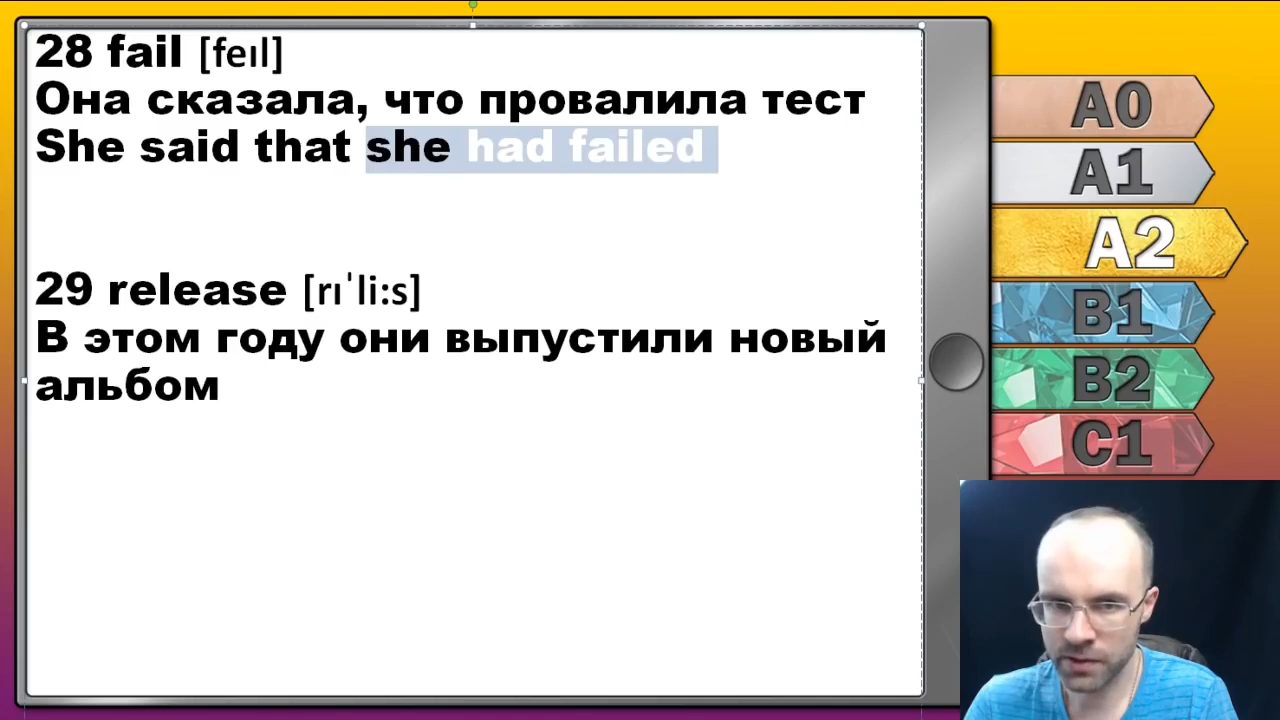 28 fail [feɪl]
Она сказала, что провалила тест
She said that she had failed
29 release [rɪˈli:s]
В этом году они выпустили новый
альбом
A0
A1
A2
B1
B2
C1